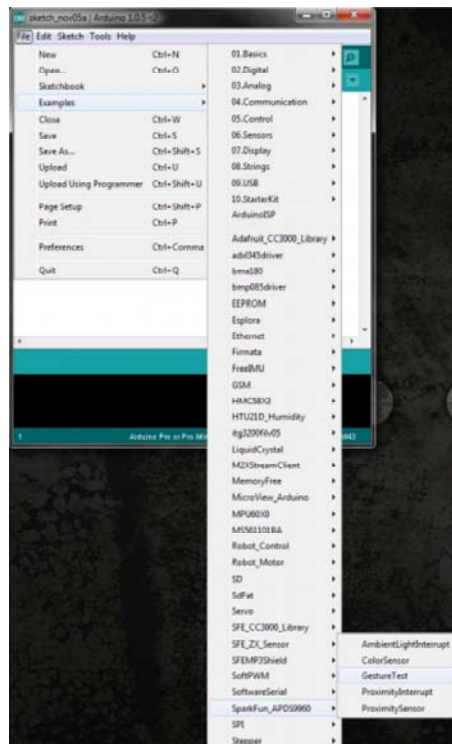 sketch_nov05a | Arduino 1.0.5-r2
File Edit Sketch Tools Help
New Ctrl+N
Open... Ctrl+O
Sketchbook
Examples
Close Ctrl+W
Save Ctrl+S
Save As... Ctrl+Shift+S
Upload Ctrl+U
Upload Using Programmer Ctrl+Shift+U
Page Setup Ctrl+Shift+P
Print Ctrl+P
Preferences Ctrl+Comma
Quit Ctrl+Q
1
Arduino Pro or Pro Min
01.Basics
02.Digital
03.Analog
04.Communication
05.Control
06.Sensors
07.Display
08.Strings
09.USB
10.StarterKit
ArduinoISP
Adafruit_CC3000_Library
adxl345driver
bma180
bmp085driver
EEPROM
Esplora
Ethernet
Firmata
FreeIMU
GSM
HMC58X3
HTU21D_Humidity
itg3200filv05
LiquidCrystal
M2XStreamClient
MemoryFree
MicroView_Arduino
MPU60X0
MS561101BA
Robot_Control
Robot_Motor
SD
SdFat
Servo
SFE_CC3000_Library
SFE_ZX_Sensor
SFEMP3Shield
SoftPWM
SoftwareSerial
SparkFun_APDS9960
SPI
Stepper
AmbientLightInterrupt
ColorSensor
GestureTest
ProximityInterrupt
ProximitySensor